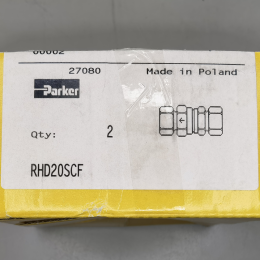 00002
27080 Made in Poland
Parker
Qty: 2
RHD20SCF